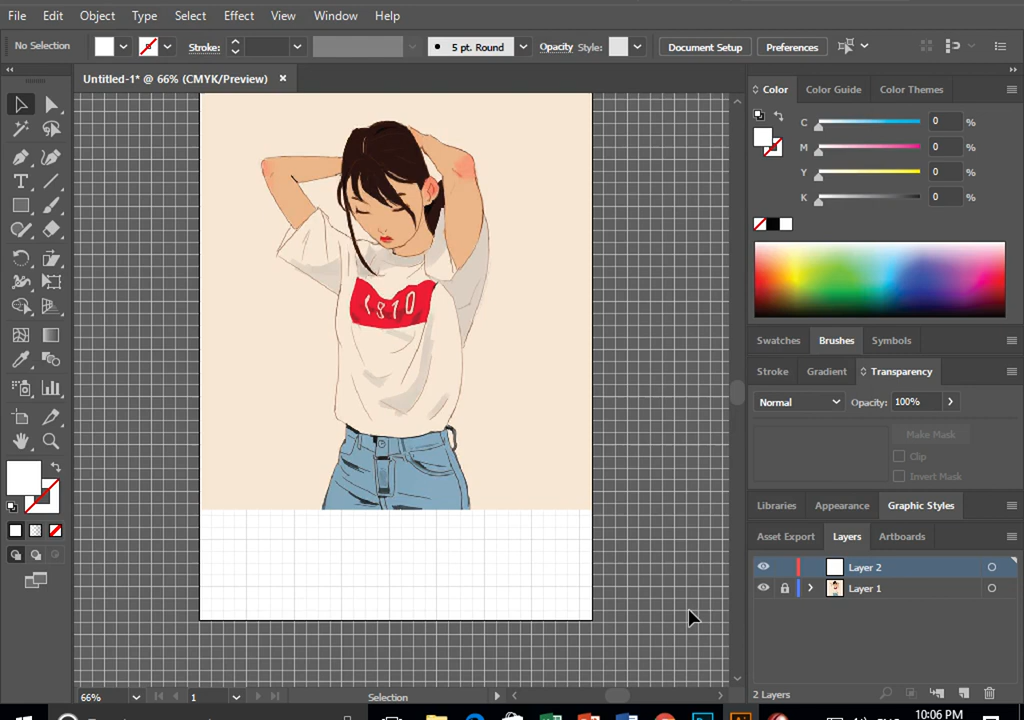 File Edit Object Type Select Effect View Window Help
No Selection Stroke: 5 pt. Round Opacity Style: Document Setup Preferences
Untitled-1* @ 66% (CMYK/Preview) ×
Color Color Guide Color Themes
C 0 %
M 0 %
Y 0 %
K 0 %
1910
Swatches Brushes Symbols
Stroke Gradient Transparency
Normal Opacity: 100%
Make Mask
Clip
Invert Mask
Libraries Appearance Graphic Styles
Asset Export Layers Artboards
Layer 2
Layer 1
66% 1 Selection 2 Layers
10:06 PM